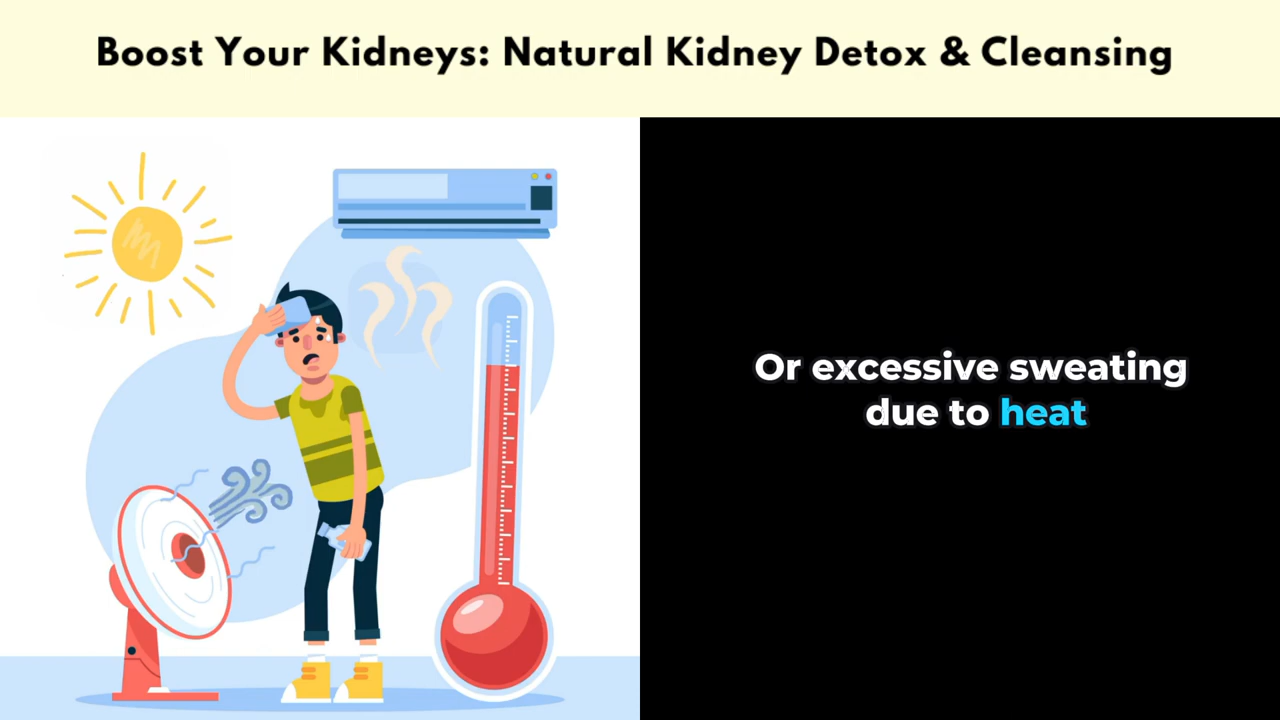 Boost Your Kidneys: Natural Kidney Detox & Cleansing
Or excessive sweating
due to heat